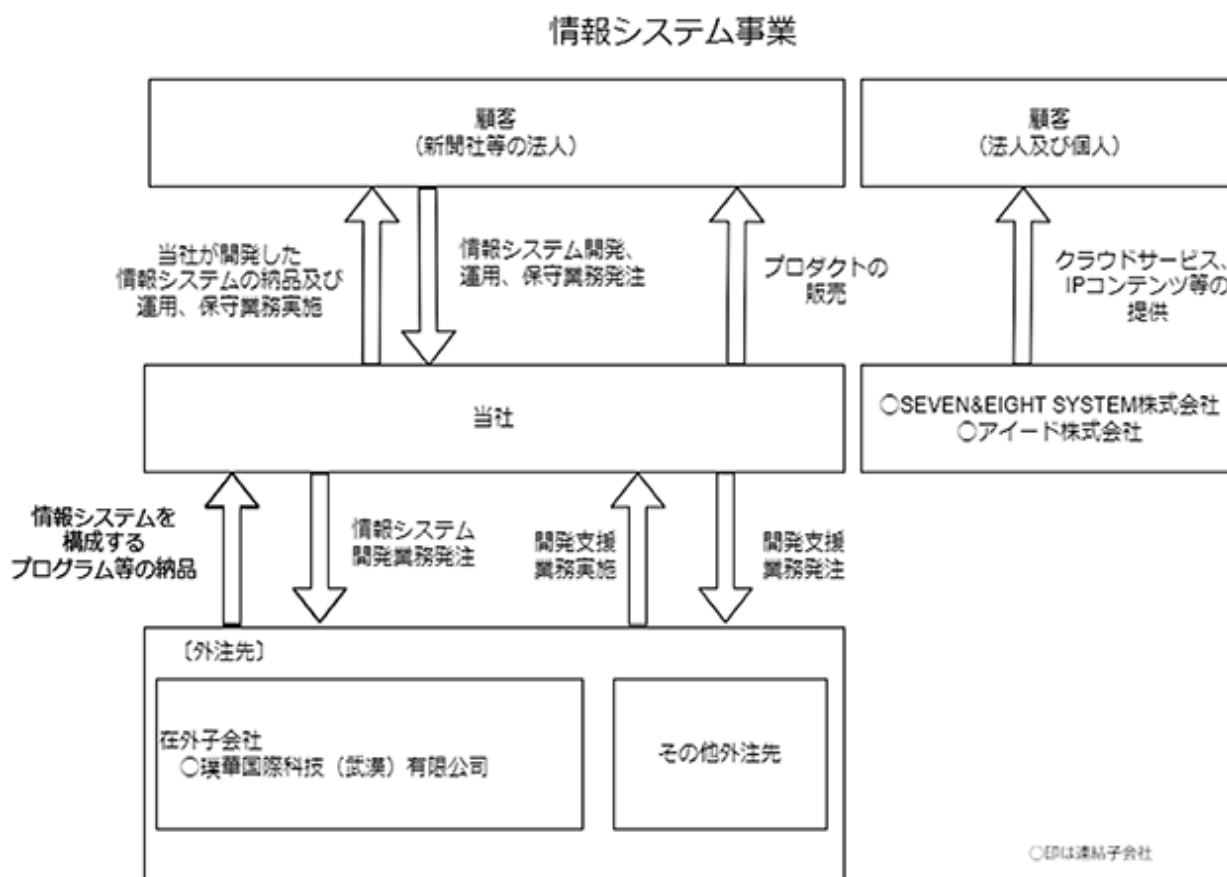 情報システム事業
顧客
（新聞社等の法人）
顧客
（法人及び個人）
当社が開発した
情報システムの納品及び
運用、保守業務実施
情報システム開発、
運用、保守業務発注
プロダクトの
販売
クラウドサービス、
IPコンテンツ等の
提供
当社
○SEVEN&EIGHT SYSTEM株式会社
○アイード株式会社
情報システムを
構成する
プログラム等の納品
情報システム
開発業務発注
開発支援
業務実施
開発支援
業務発注
〔外注先〕
在外子会社
○璞華国際科技（武漢）有限公司
その他外注先
○印は連結子会社